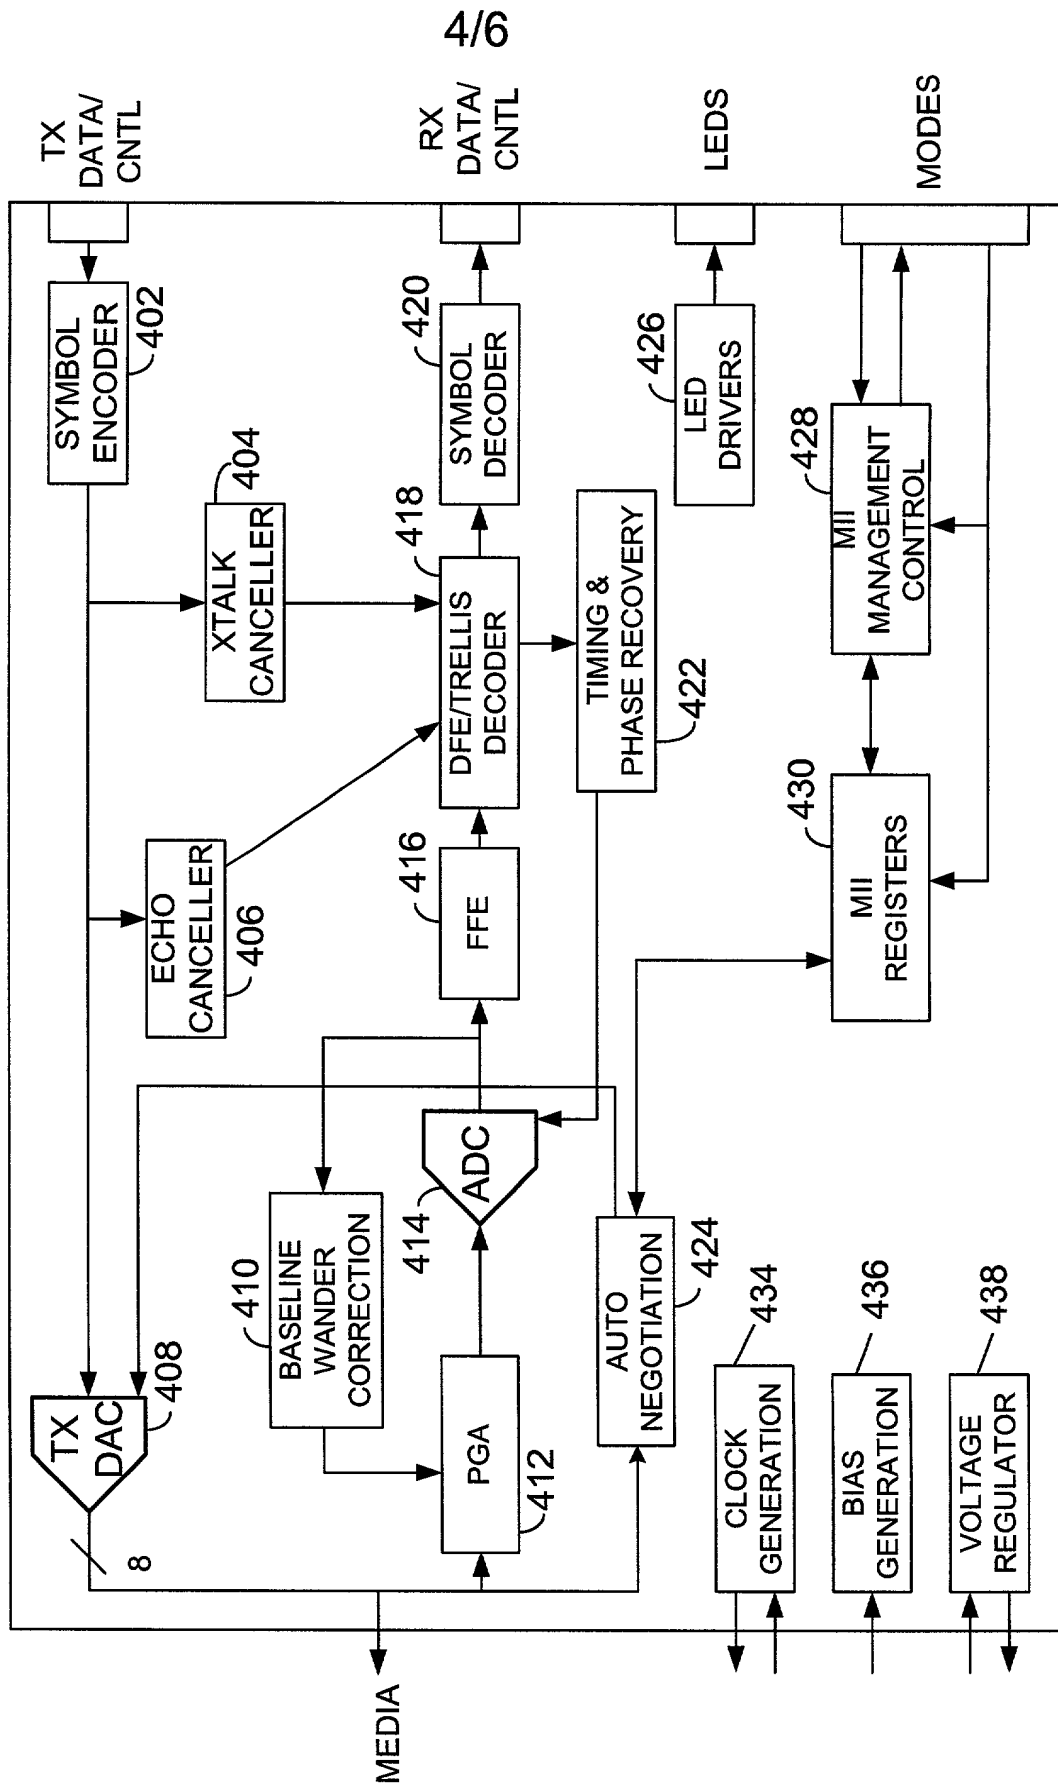 4/6
TX
DATA/
CNTL
RX
DATA/
CNTL
LEDS
MODES
SYMBOL
ENCODER
402
XTALK
CANCELLER
404
ECHO
CANCELLER
406
TX
DAC
408
8
MEDIA
BASELINE
WANDER
CORRECTION
410
PGA
412
ADC
414
FFE
416
DFE/TRELLIS
DECODER
418
SYMBOL
DECODER
420
TIMING &
PHASE RECOVERY
422
AUTO
NEGOTIATION
424
LED
DRIVERS
426
MII
MANAGEMENT
CONTROL
428
MII
REGISTERS
430
CLOCK
GENERATION
434
BIAS
GENERATION
436
VOLTAGE
REGULATOR
438